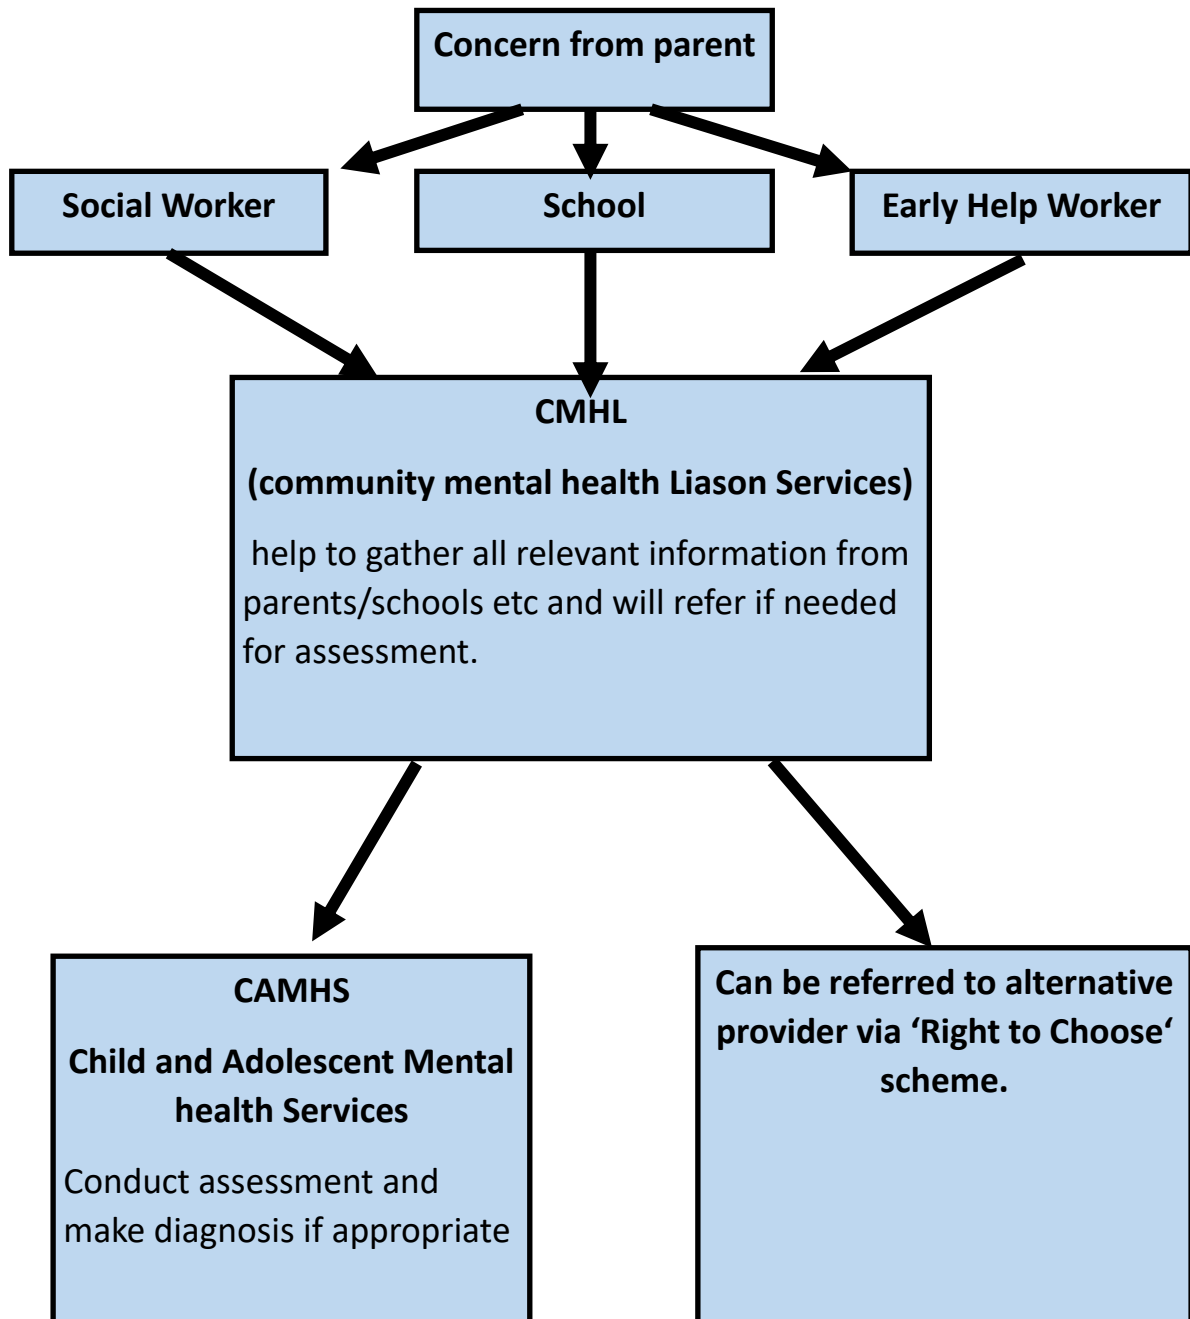 Concern from parent
Social Worker
School
Early Help Worker
CMHL
(community mental health Liason Services)
help to gather all relevant information from
parents/schools etc and will refer if needed
for assessment.
CAMHS
Child and Adolescent Mental
health Services
Conduct assessment and
make diagnosis if appropriate
Can be referred to alternative
provider via ‘Right to Choose‘
scheme.